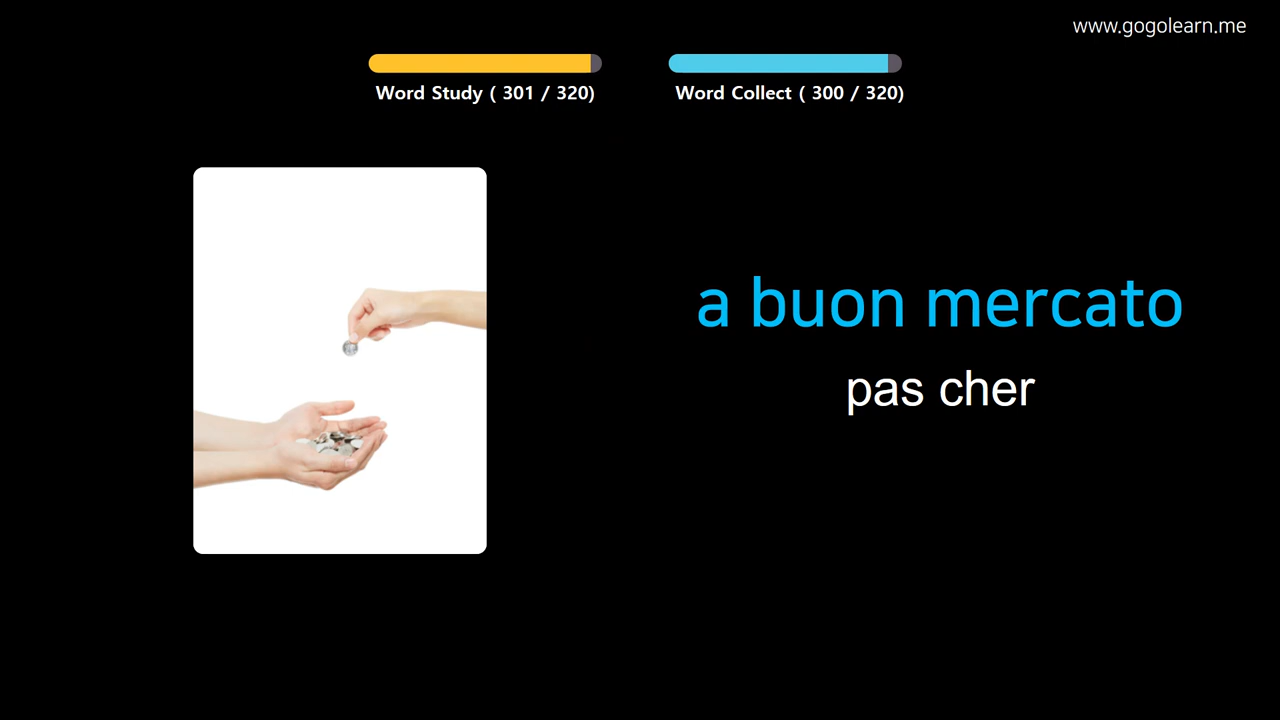 www.gogolearn.me
Word Study ( 301 / 320)
Word Collect ( 300 / 320)
a buon mercato
pas cher